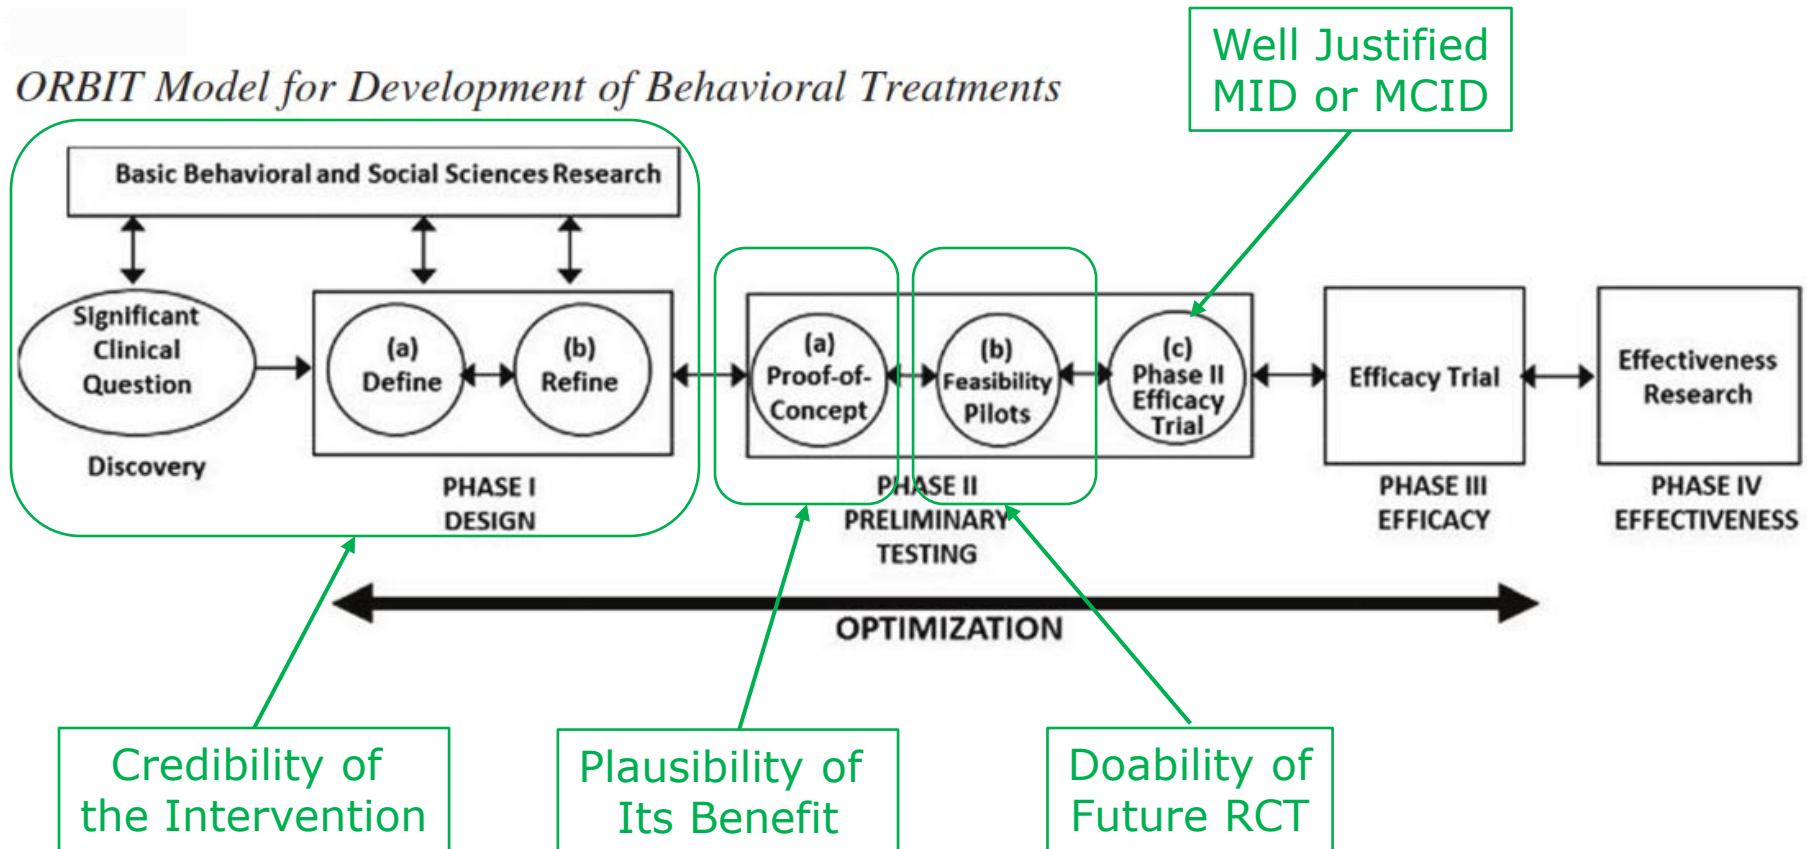 Well Justified
MID or MCID
ORBIT Model for Development of Behavioral Treatments
Basic Behavioral and Social Sciences Research
Significant
Clinical
Question
Discovery
(a)
Define
(b)
Refine
PHASE I
DESIGN
(a)
Proof-of-
Concept
(b)
Feasibility
Pilots
(c)
Phase II
Efficacy
Trial
PHASE II
PRELIMINARY
TESTING
Efficacy Trial
PHASE III
EFFICACY
Effectiveness
Research
PHASE IV
EFFECTIVENESS
OPTIMIZATION
Credibility of
the Intervention
Plausibility of
Its Benefit
Doability of
Future RCT